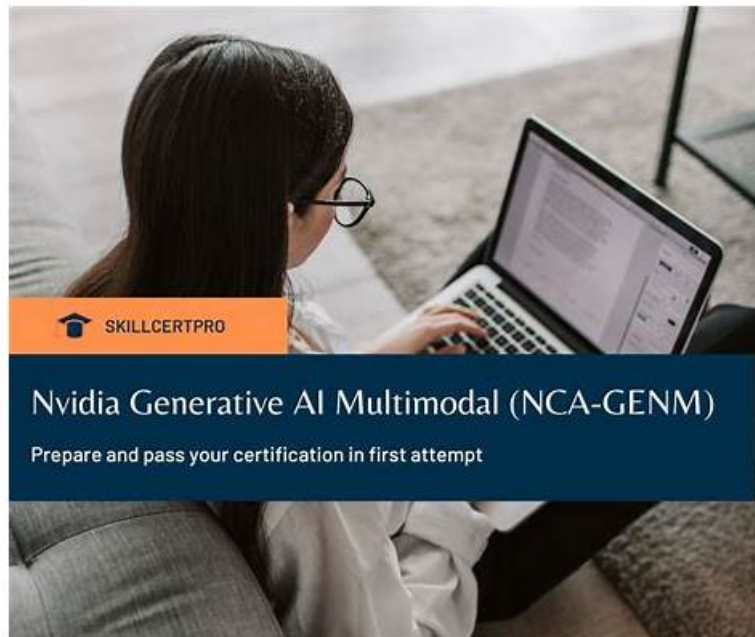 SKILLCERTPRO
Nvidia Generative AI Multimodal (NCA-GENM)
Prepare and pass your certification in first attempt